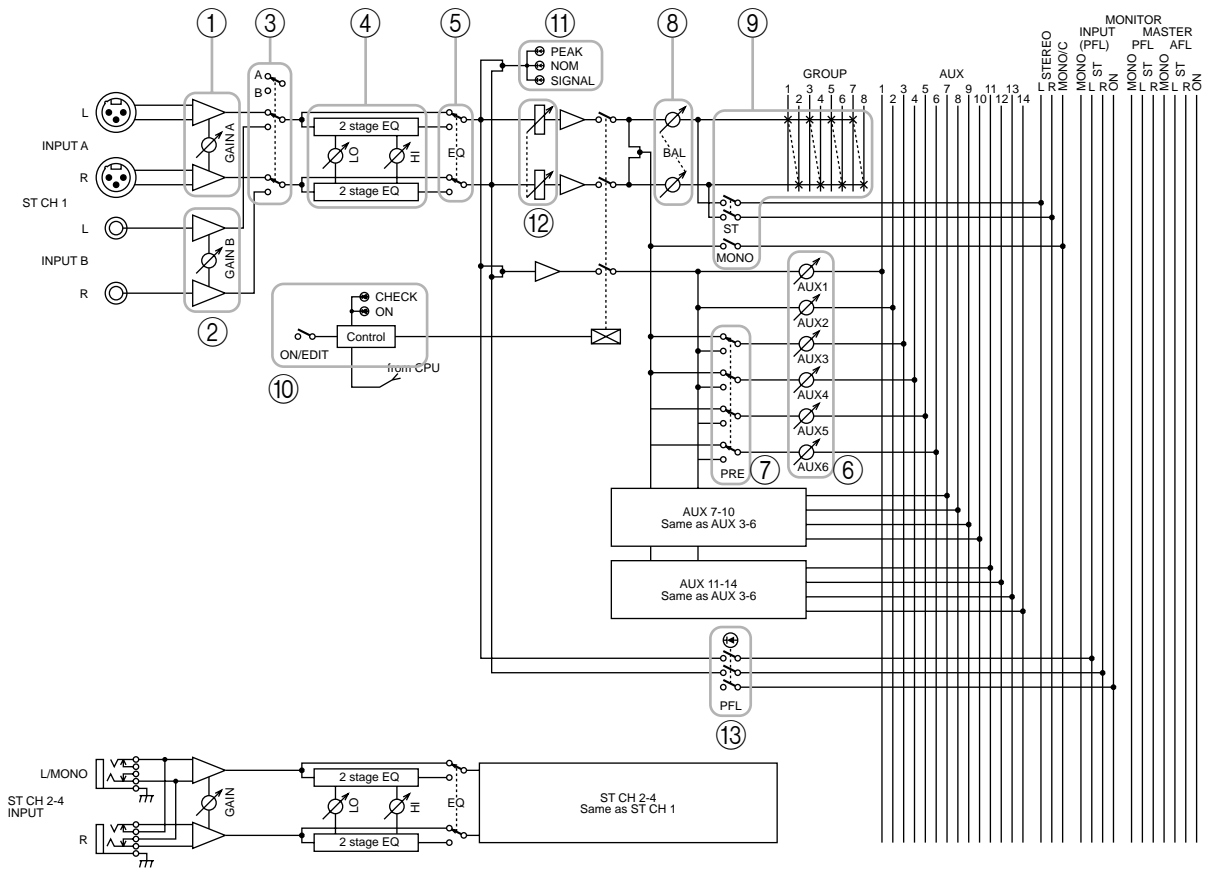 ① ③ ④ ⑤ ⑪ ⑧ ⑨
MONITOR
INPUT MASTER
(PFL) PFL AFL
STEREO
L R MONO/C MONO L ST R ON MONO L ST R MONO L ST R ON
PEAK
NOM
SIGNAL
GROUP AUX
1 2 3 4 5 6 7 8
1 2 3 4 5 6 7 8 9 10 11 12 13 14
A
B
L
INPUT A
R
ST CH 1
GAIN A
2 stage EQ
LO HI
2 stage EQ
EQ
BAL
⑫
L
INPUT B
R
GAIN B
②
ST
MONO
CHECK
ON
Control
ON/EDIT
from CPU
⑩
AUX1
AUX2
AUX3
AUX4
AUX5
AUX6
PRE
⑦ ⑥
AUX 7-10
Same as AUX 3-6
AUX 11-14
Same as AUX 3-6
PFL
⑬
L/MONO
ST CH 2-4
INPUT
R
GAIN
2 stage EQ
LO HI
2 stage EQ
EQ
ST CH 2-4
Same as ST CH 1